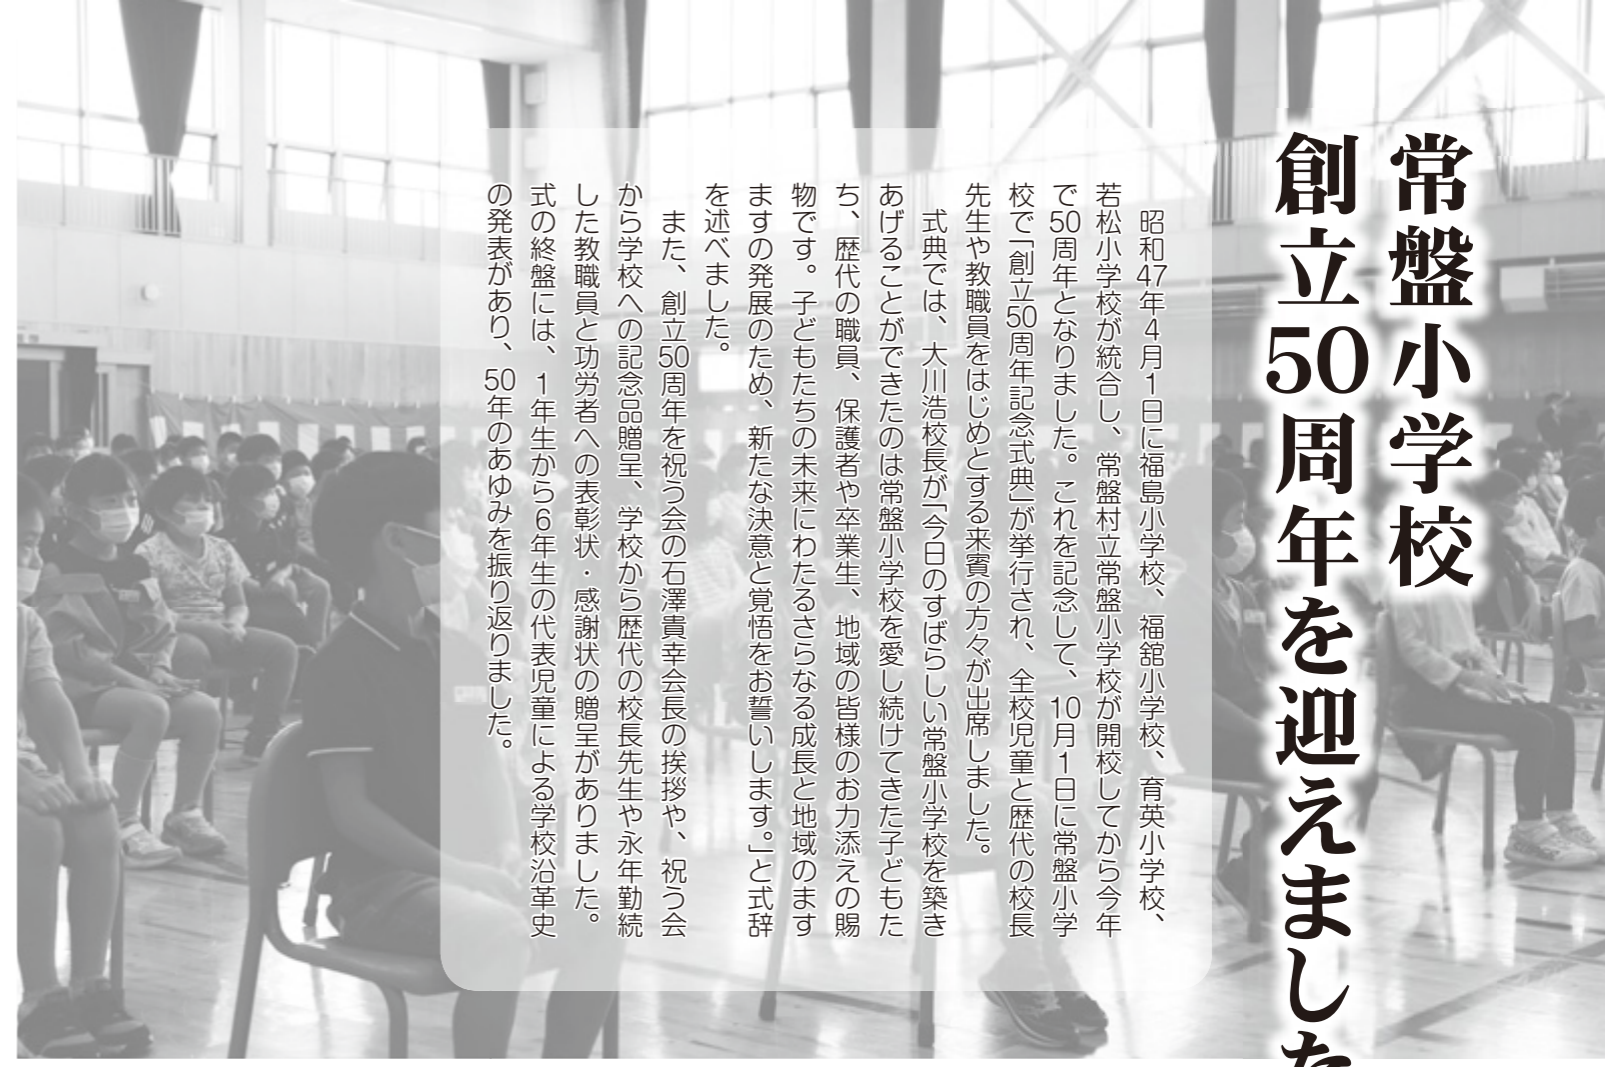 常盤小学校
創立50周年を迎えました
昭和47年4月1日に福島小学校、福舘小学校、育英小学校、
若松小学校が統合し、常盤村立常盤小学校が開校してから今年
で50周年となりました。これを記念して、10月1日に常盤小学
校で「創立50周年記念式典」が挙行され、全校児童と歴代の校長
先生や教職員をはじめとする来賓の方々が出席しました。
式典では、大川浩校長が「今日のすばらしい常盤小学校を築き
あげることができたのは常盤小学校を愛し続けてきた子どもた
ち、歴代の職員、保護者や卒業生、地域の皆様のお力添えの賜
物です。子どもたちの未来にわたるさらなる成長と地域のます
ますの発展のため、新たな決意と覚悟をお誓いします。」と式辞
を述べました。
また、創立50周年を祝う会の石澤貴幸会長の挨拶や、祝う会
から学校への記念品贈呈、学校から歴代の校長先生や永年勤続
した教職員と功労者への表彰状・感謝状の贈呈がありました。
式の終盤には、1年生から6年生の代表児童による学校沿革史
の発表があり、50年のあゆみを振り返りました。